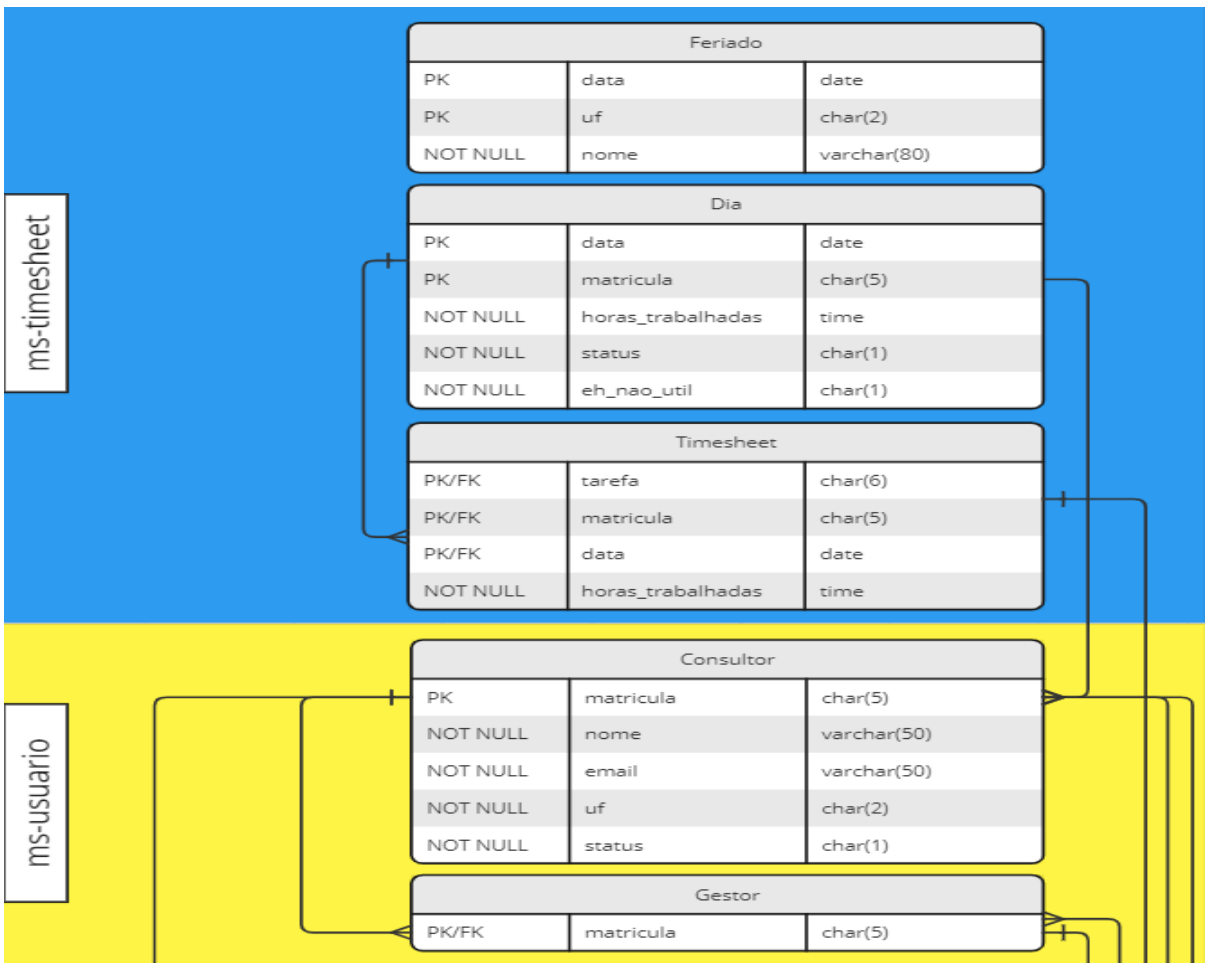 ms-timesheet
Feriado
PK data date
PK uf char(2)
NOT NULL nome varchar(80)
Dia
PK data date
PK matricula char(5)
NOT NULL horas_trabalhadas time
NOT NULL status char(1)
NOT NULL eh_nao_util char(1)
Timesheet
PK/FK tarefa char(6)
PK/FK matricula char(5)
PK/FK data date
NOT NULL horas_trabalhadas time
ms-usuario
Consultor
PK matricula char(5)
NOT NULL nome varchar(50)
NOT NULL email varchar(50)
NOT NULL uf char(2)
NOT NULL status char(1)
Gestor
PK/FK matricula char(5)